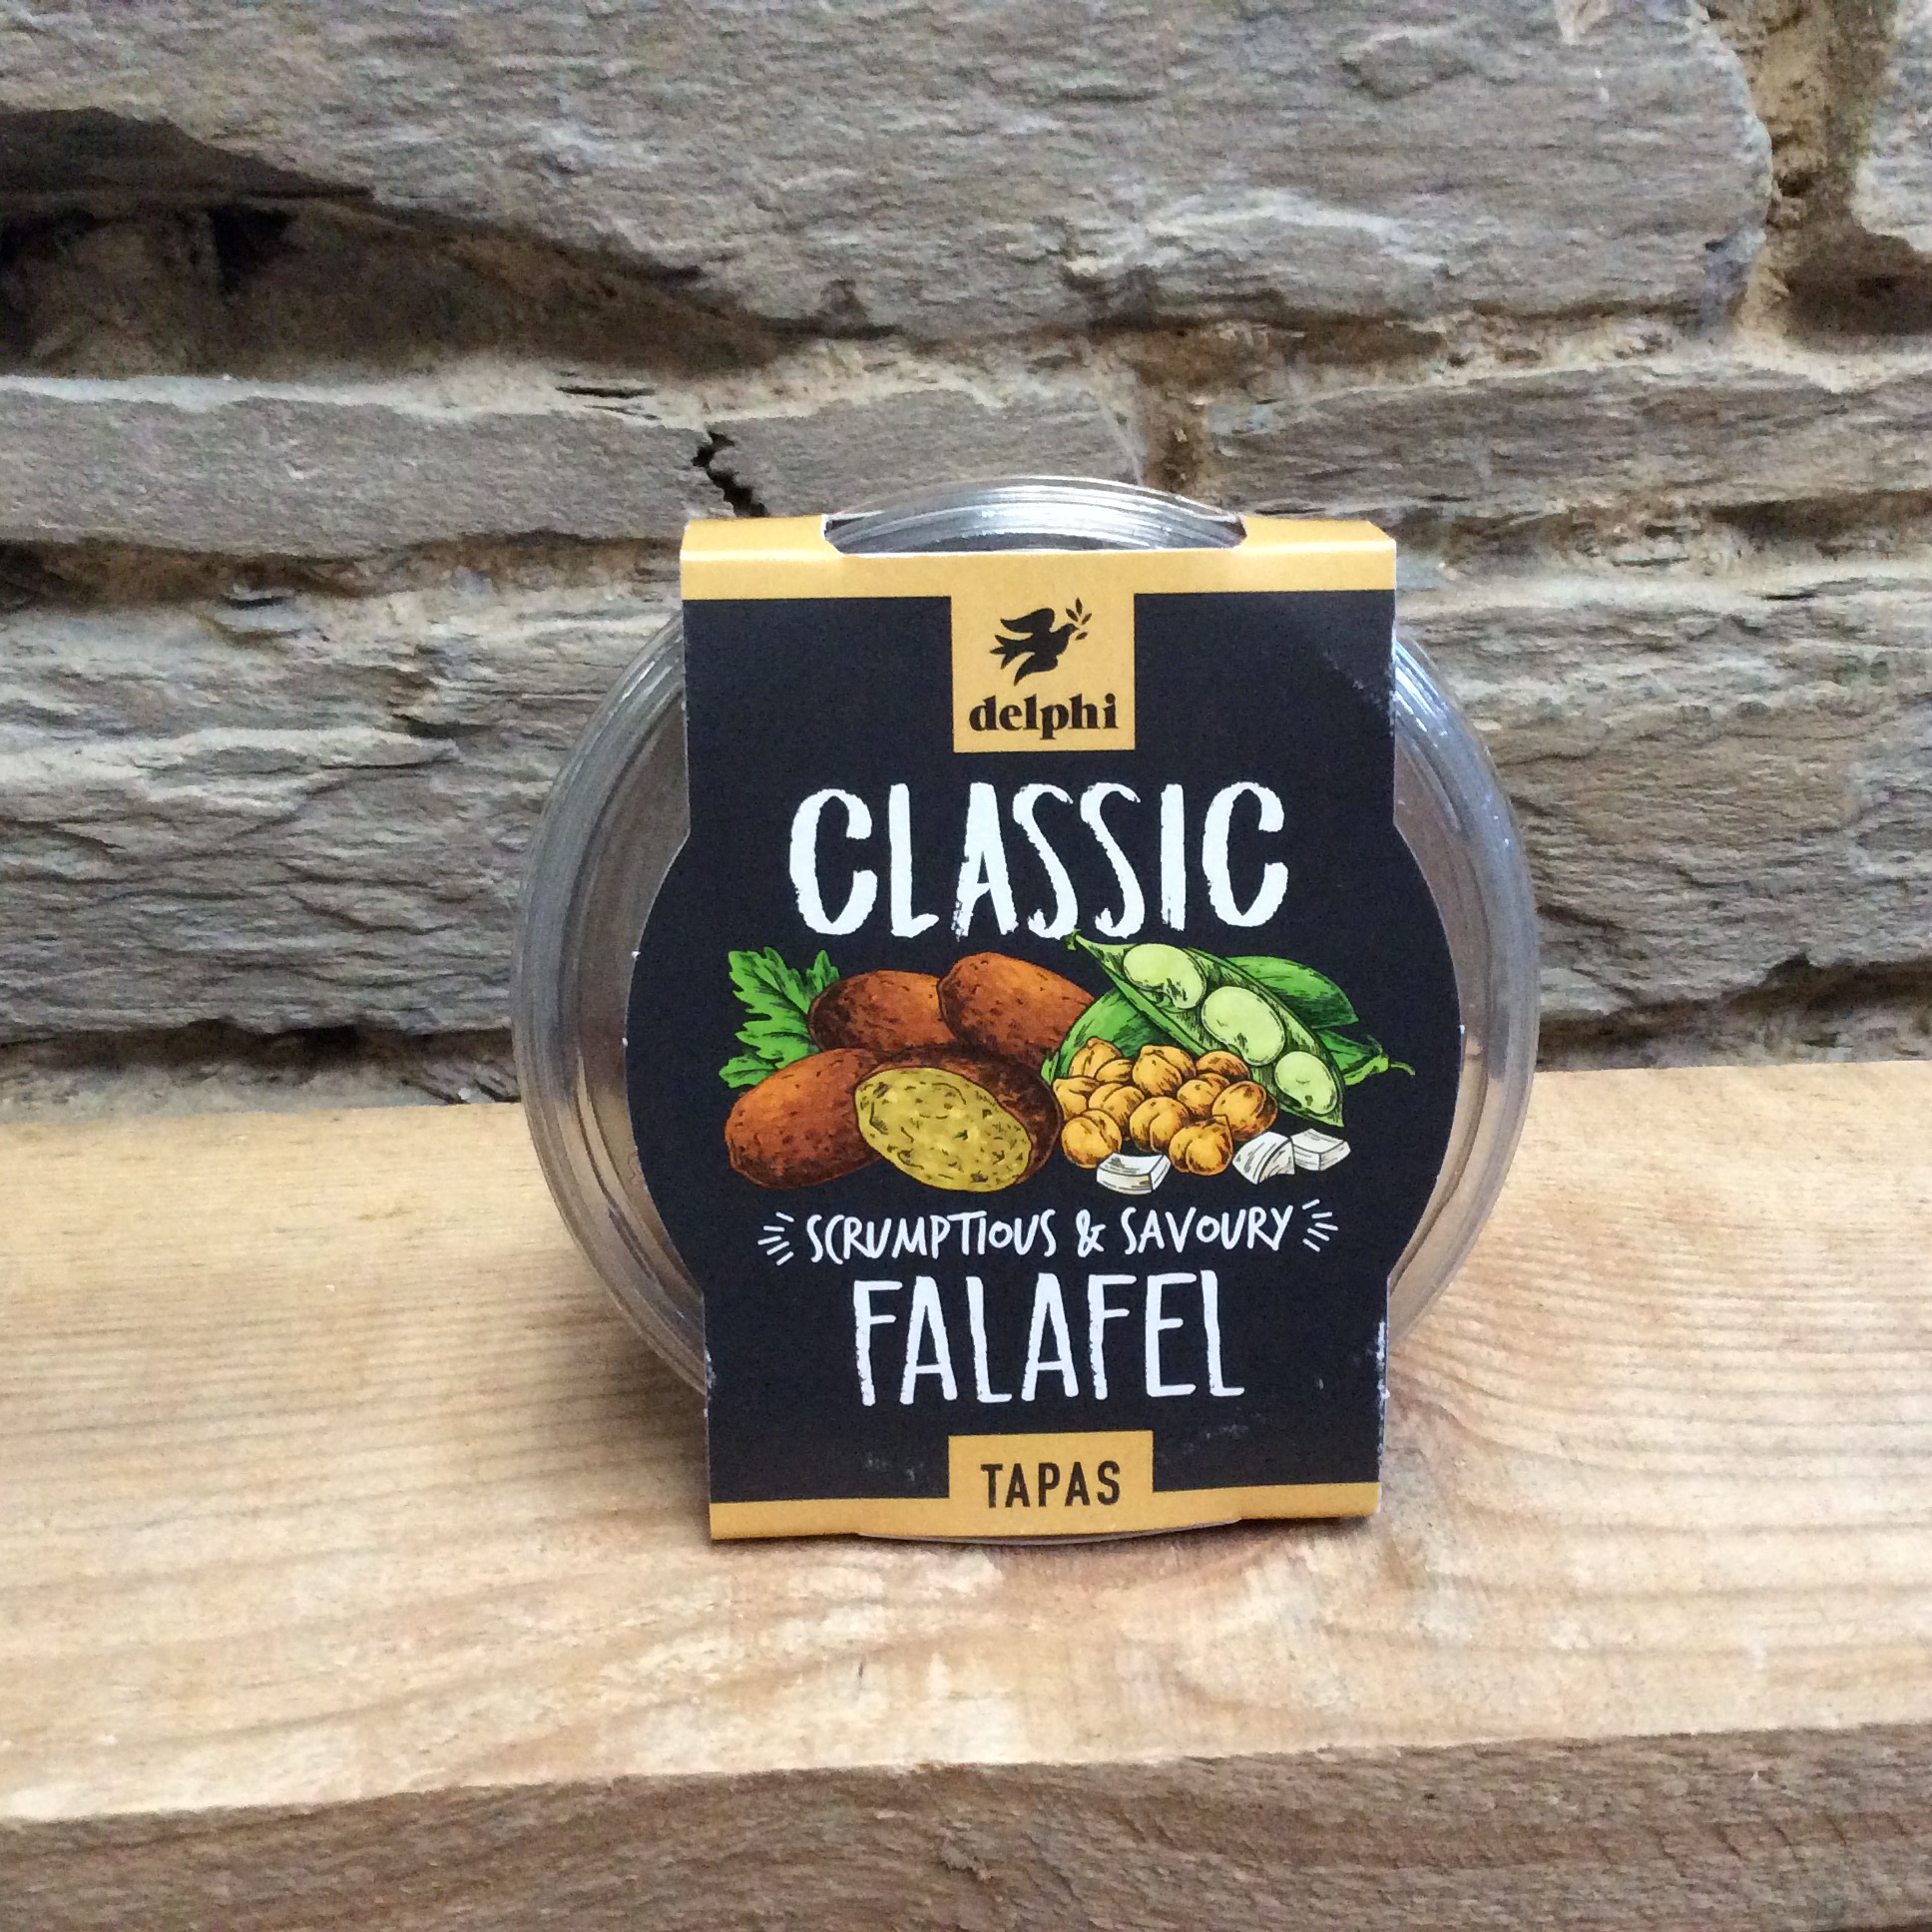 delphi
CLASSIC
SCRUMPTIOUS & SAVOURY
FALAFEL
TAPAS